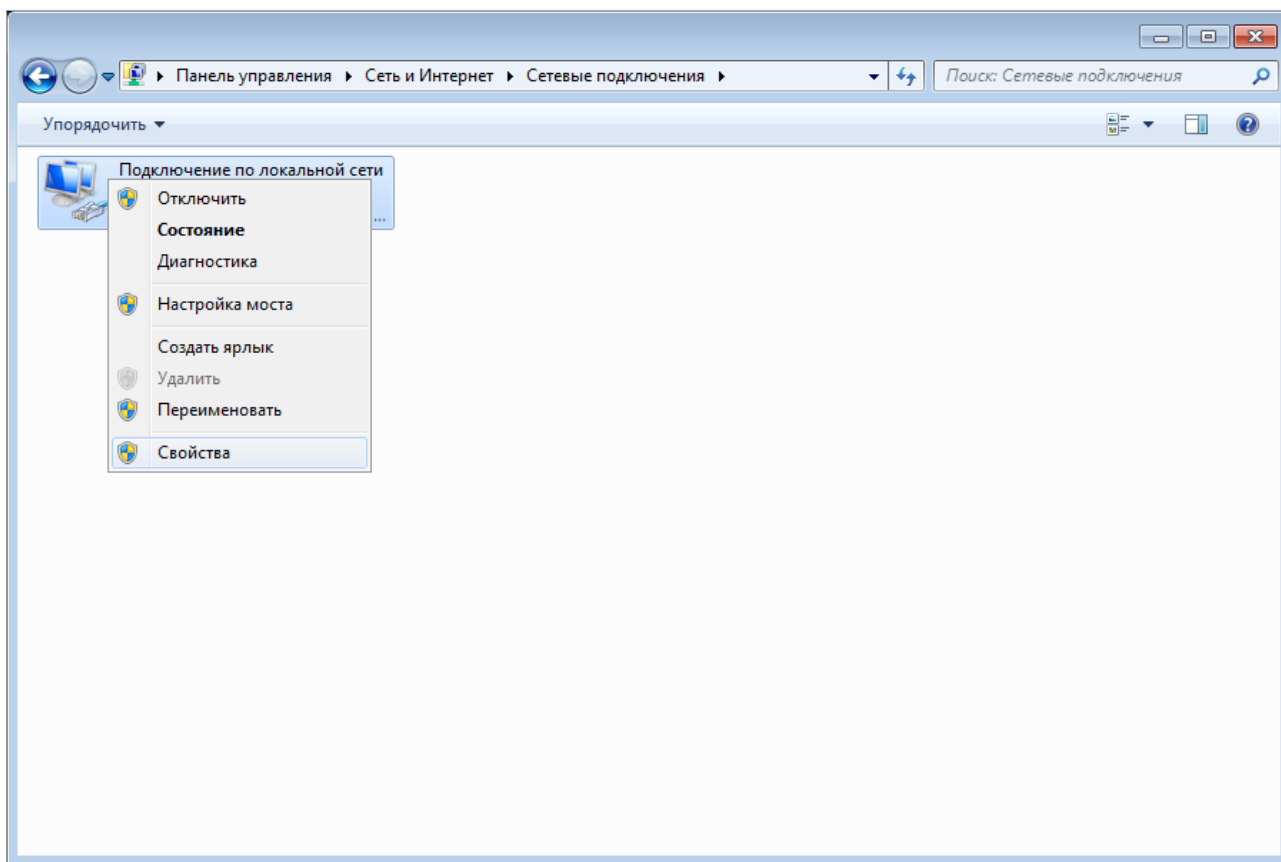 Панель управления Сеть и Интернет Сетевые подключения Поиск: Сетевые подключения
Упорядочить
Подключение по локальной сети
...
Отключить
Состояние
Диагностика
Настройка моста
Создать ярлык
Удалить
Переименовать
Свойства